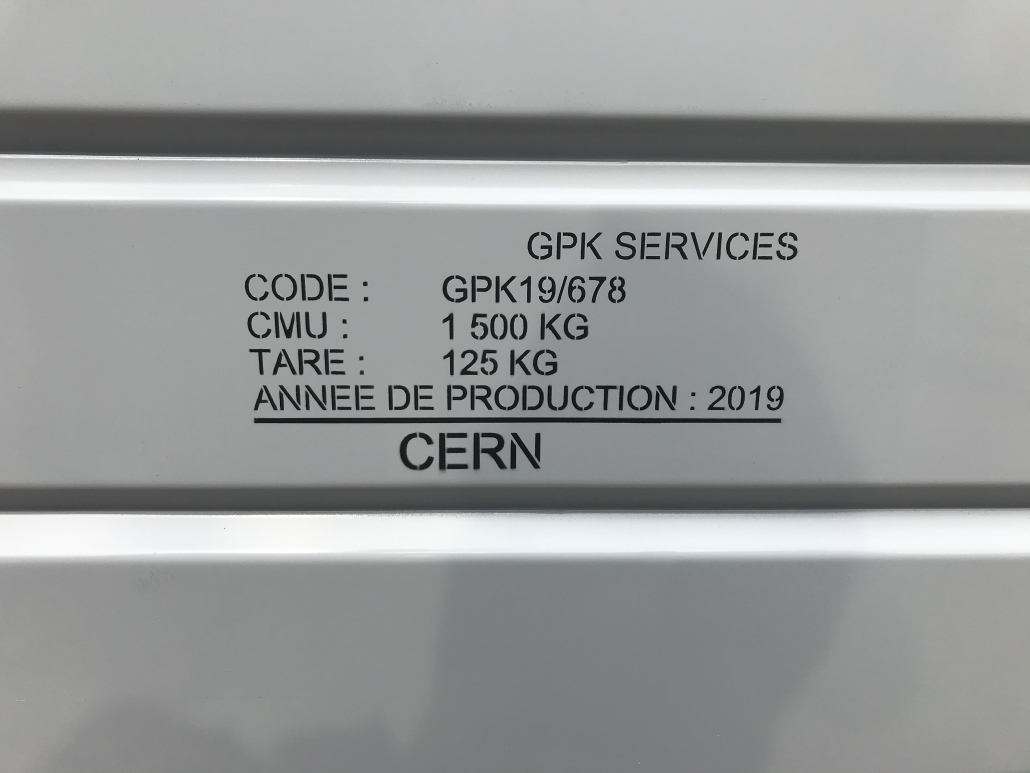 GPK SERVICES
CODE : GPK19/678
CMU : 1 500 KG
TARE : 125 KG
ANNEE DE PRODUCTION : 2019
CERN